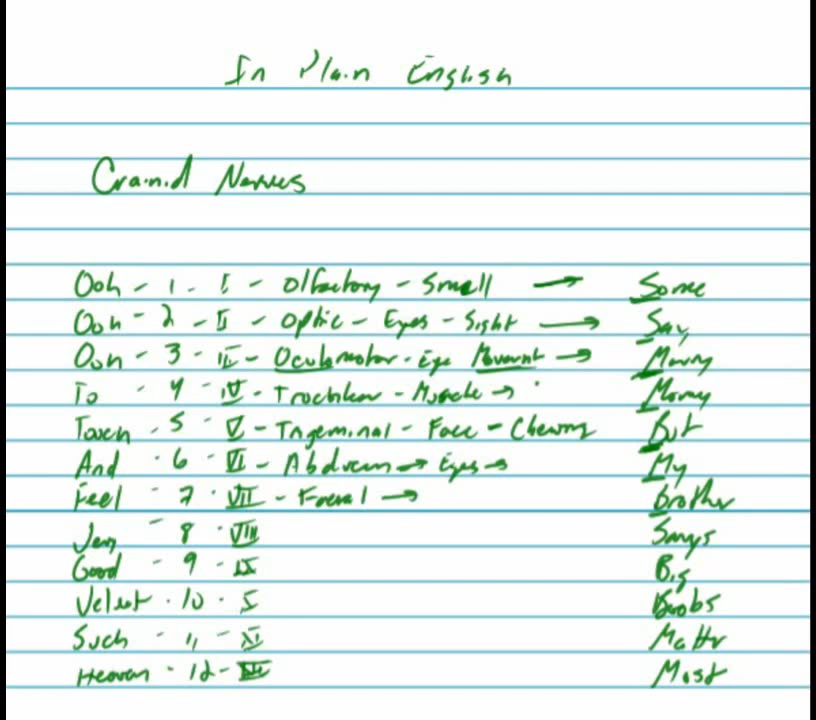 In Plain English
Cranial Nerves
Ooh - 1 - I - Olfactory - Smell → Some
Ooh - 2 - II - Optic - Eyes - Sight → Say
Ooh - 3 - III - Oculomotor - Eye Movement → Marry
To - 4 - IV - Trochlear - Muscle → Money
Touch - 5 - V - Trigeminal - Face - Chewing But
And - 6 - VI - Abducens → Eyes → My
Feel - 7 - VII - Facial → Brother
Very - 8 - VIII Says
Good - 9 - IX Big
Velvet - 10 - X Boobs
Such - 11 - XI Matter
Heaven - 12 - XII Most